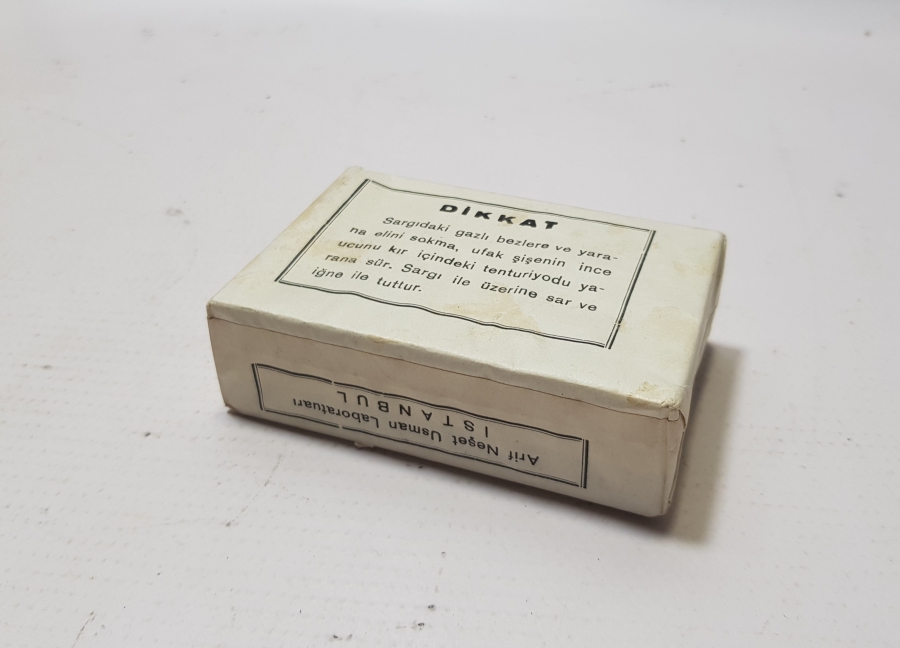 DİKKAT
Sargıdaki gazlı bezlere ve yara-
na elini sokma, ufak şişenin ince
ucunu kır içindeki tenturiyodu ya-
rana sür. Sargı ile üzerine sar ve
iğne ile tuttur.
Arif Neşet Usman Laboratuarı
ISTANBUL